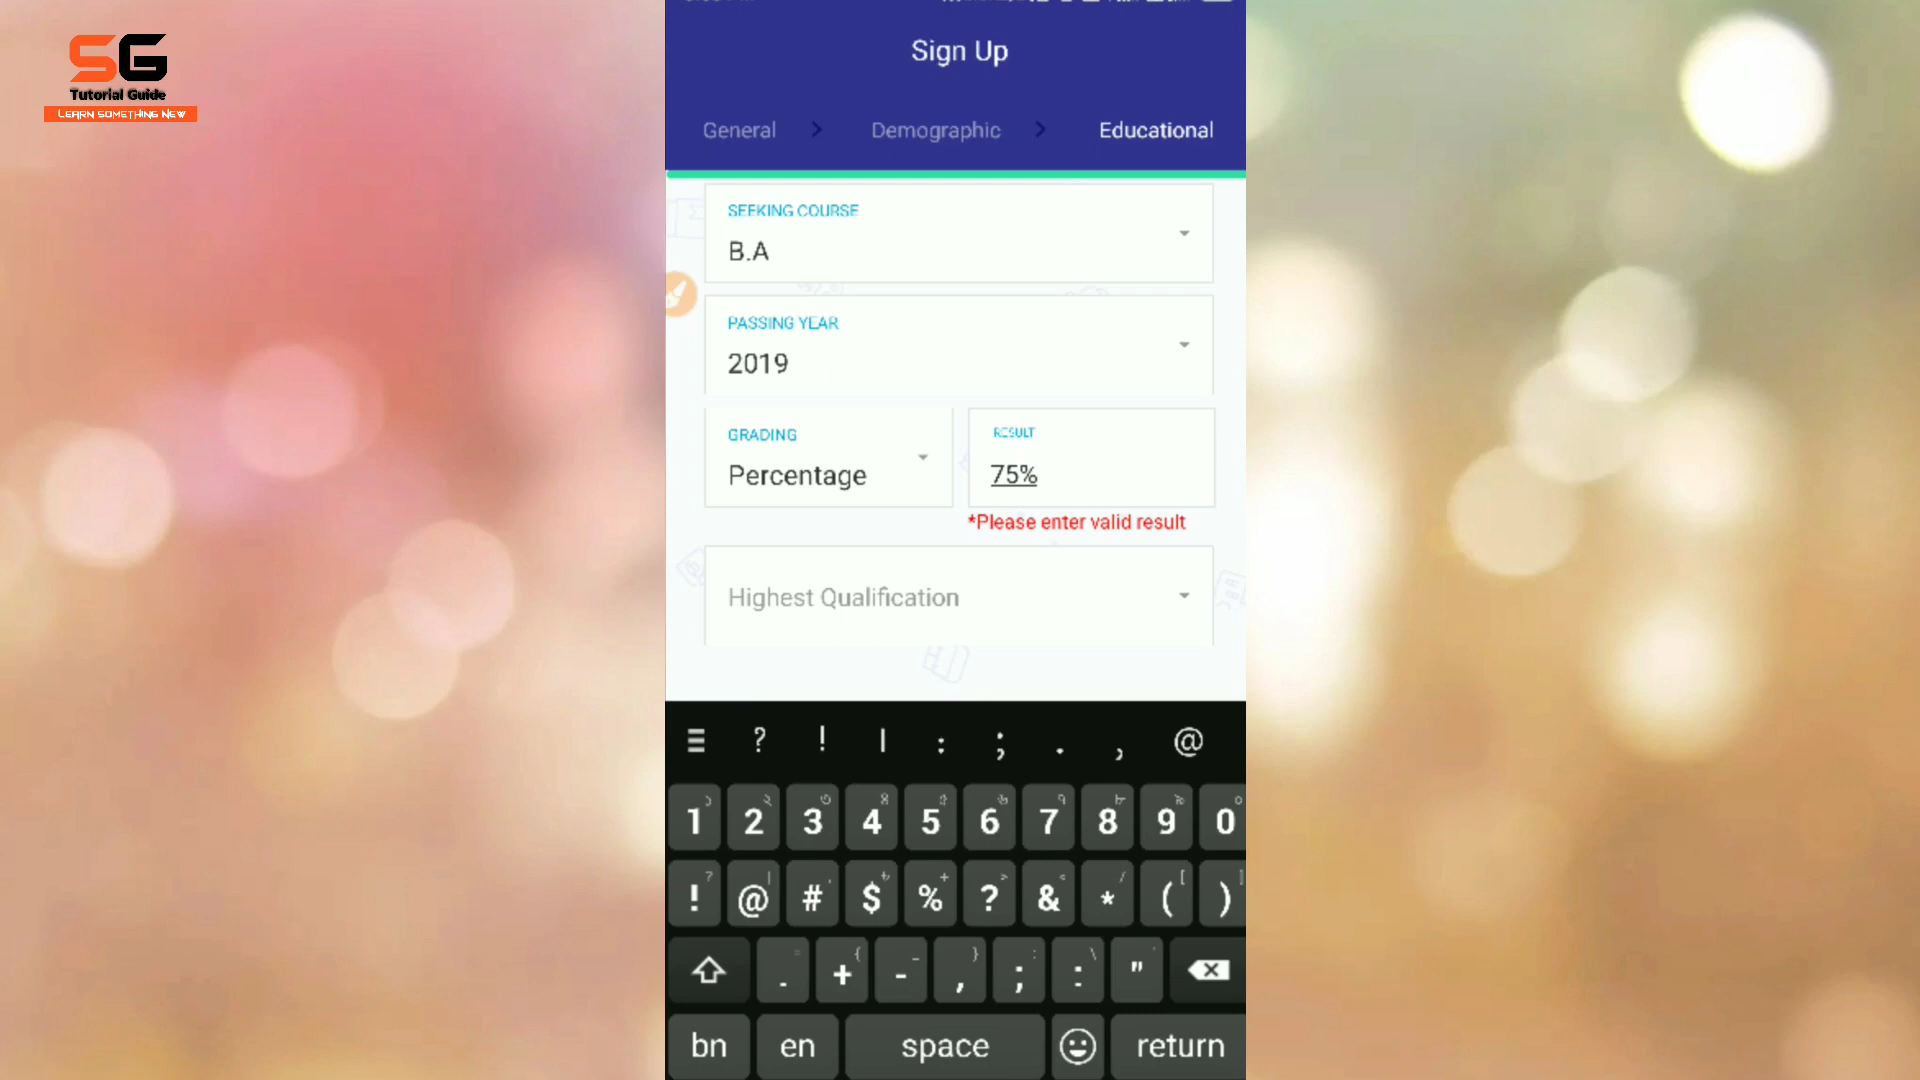 SG
Tutorial Guide
Learn something New
Sign Up
General > Demographic > Educational
SEEKING COURSE
B.A
PASSING YEAR
2019
GRADING
Percentage
RESULT
75%
*Please enter valid result
Highest Qualification
? ! | : ; . , @
1 2 3 4 5 6 7 8 9 0
! @ # $ % ? & * ( )
. + - , ; : "
bn en space return